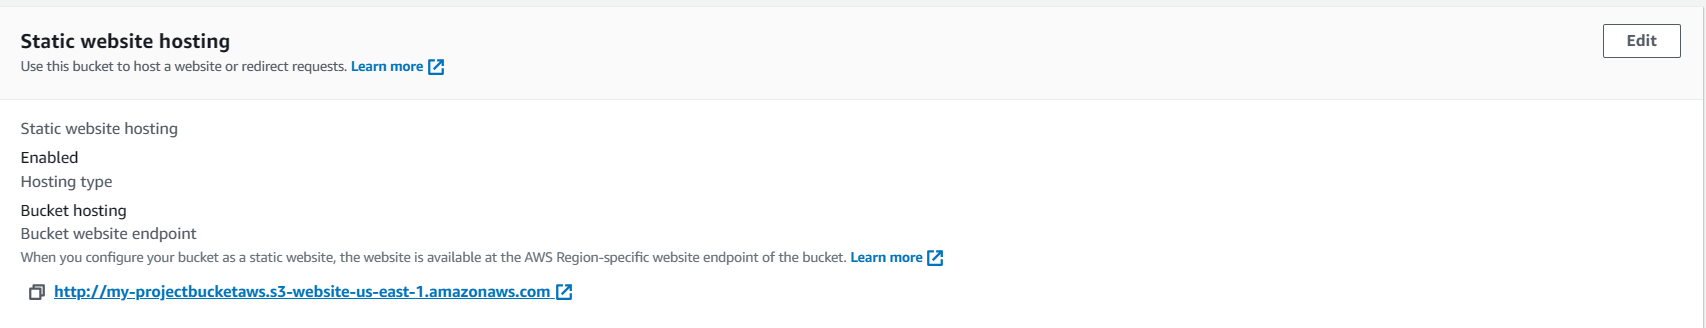 Static website hosting
Edit
Use this bucket to host a website or redirect requests. Learn more
Static website hosting
Enabled
Hosting type
Bucket hosting
Bucket website endpoint
When you configure your bucket as a static website, the website is available at the AWS Region-specific website endpoint of the bucket. Learn more
http://my-projectbucketaws.s3-website-us-east-1.amazonaws.com